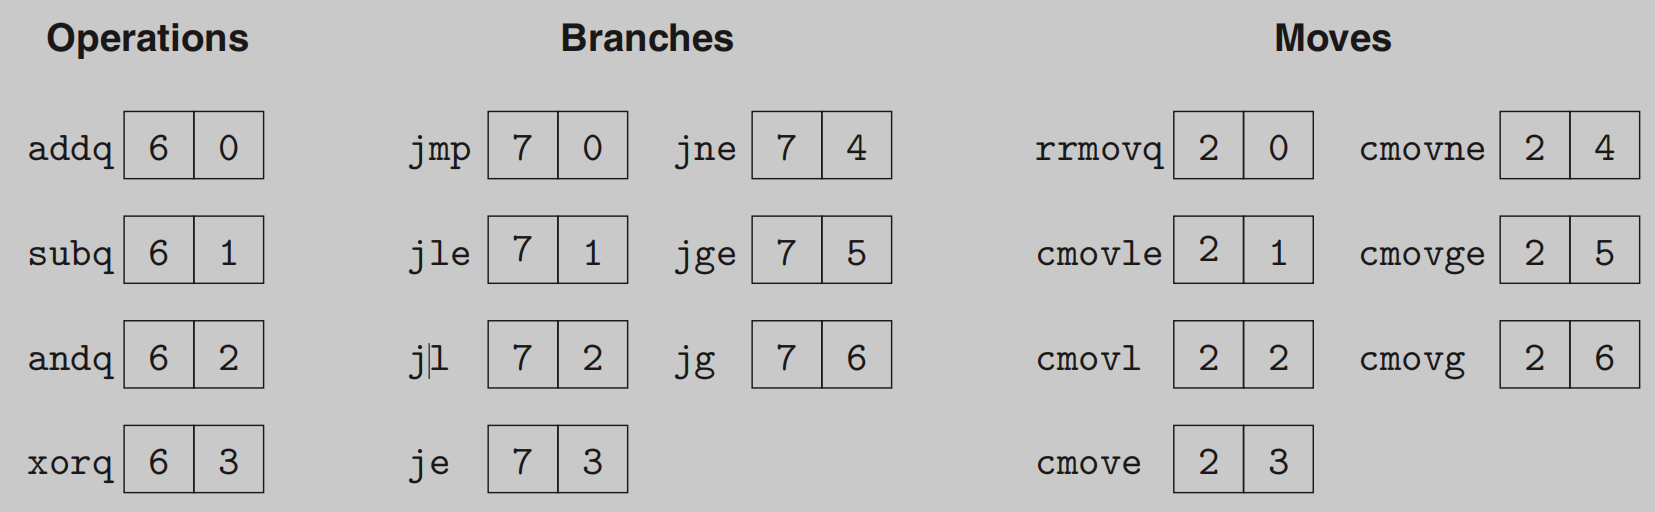 Operations Branches Moves
addq 6 0 jmp 7 0 jne 7 4 rrmovq 2 0 cmovne 2 4
subq 6 1 jle 7 1 jge 7 5 cmovle 2 1 cmovge 2 5
andq 6 2 jl 7 2 jg 7 6 cmovl 2 2 cmovg 2 6
xorq 6 3 je 7 3 cmove 2 3